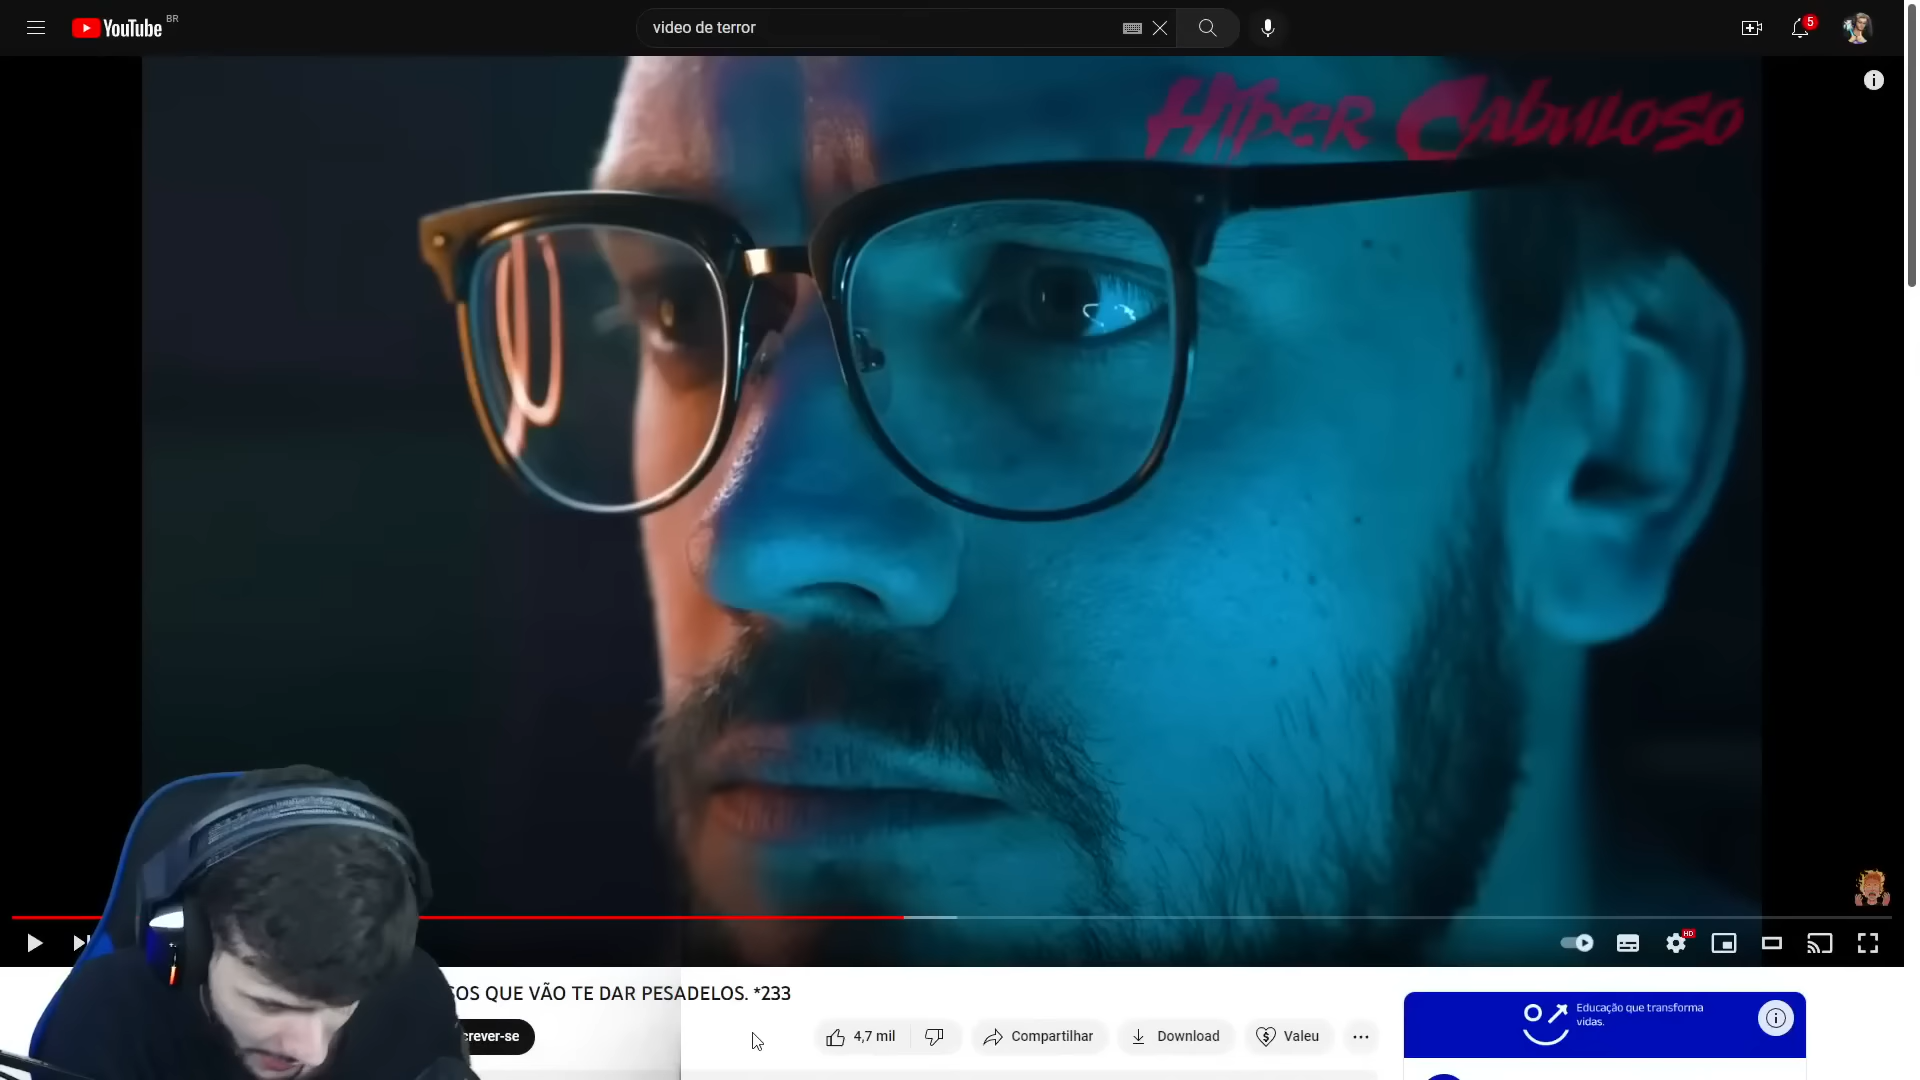 YouTube BR
video de terror
5
HiPER CABULOSO
HD
SOS QUE VÃO TE DAR PESADELOS. *233
crever-se
4,7 mil
Compartilhar
Download
Valeu
Educação que transforma
vidas.